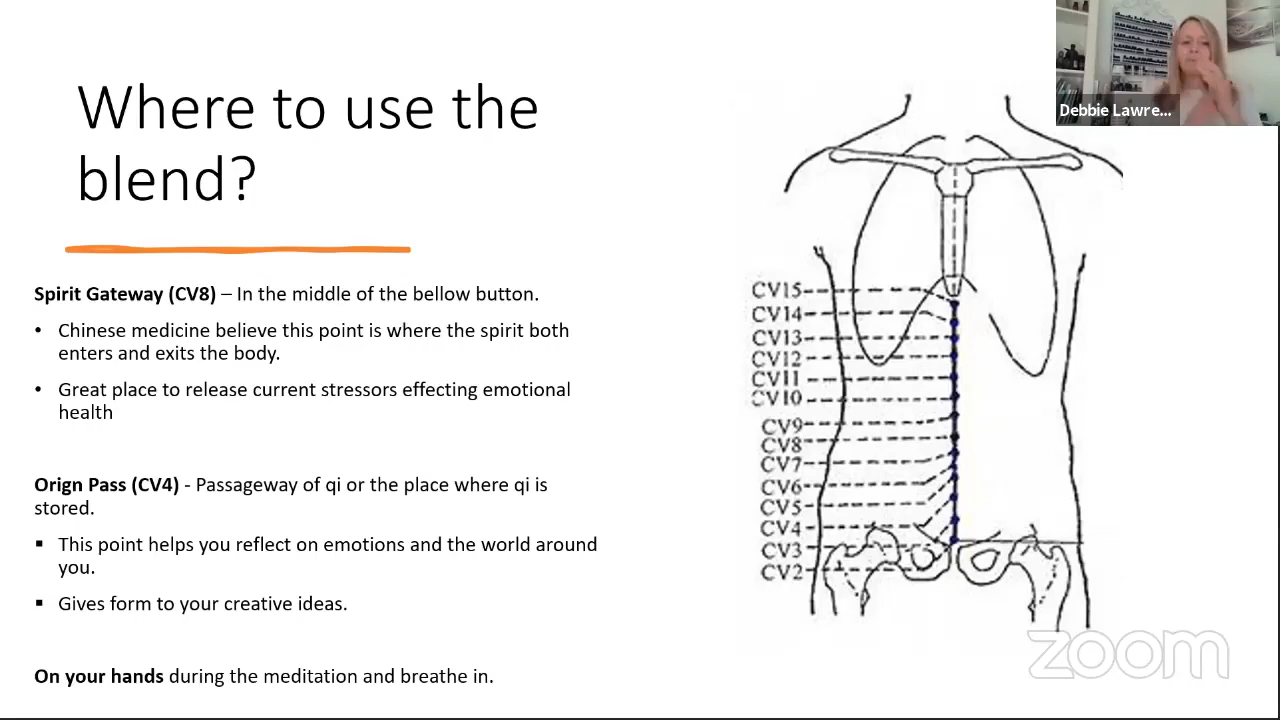 Where to use the
blend?
Spirit Gateway (CV8) – In the middle of the bellow button.
• Chinese medicine believe this point is where the spirit both
enters and exits the body.
• Great place to release current stressors effecting emotional
health
Orign Pass (CV4) - Passageway of qi or the place where qi is
stored.
▪ This point helps you reflect on emotions and the world around
you.
▪ Gives form to your creative ideas.
On your hands during the meditation and breathe in.
Debbie Lawre...
CV15
CV14
CV13
CV12
CV11
CV10
CV9
CV8
CV7
CV6
CV5
CV4
CV3
CV2
zoom